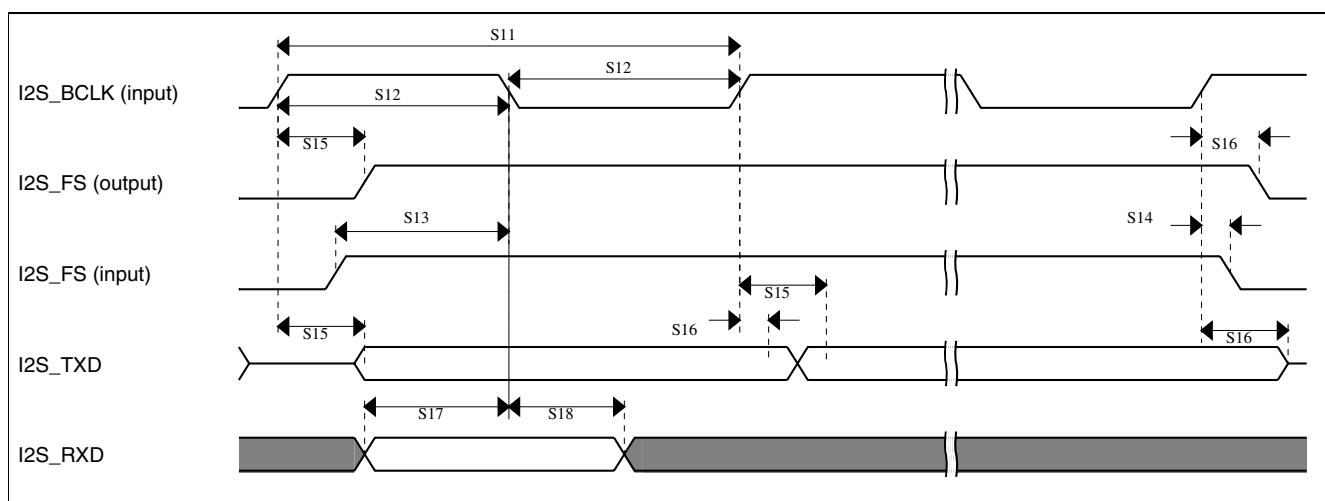 S11
I2S_BCLK (input)
S12
S12
S15
S16
I2S_FS (output)
S13
S14
I2S_FS (input)
S15
S15
S16
S16
I2S_TXD
S17
S18
I2S_RXD